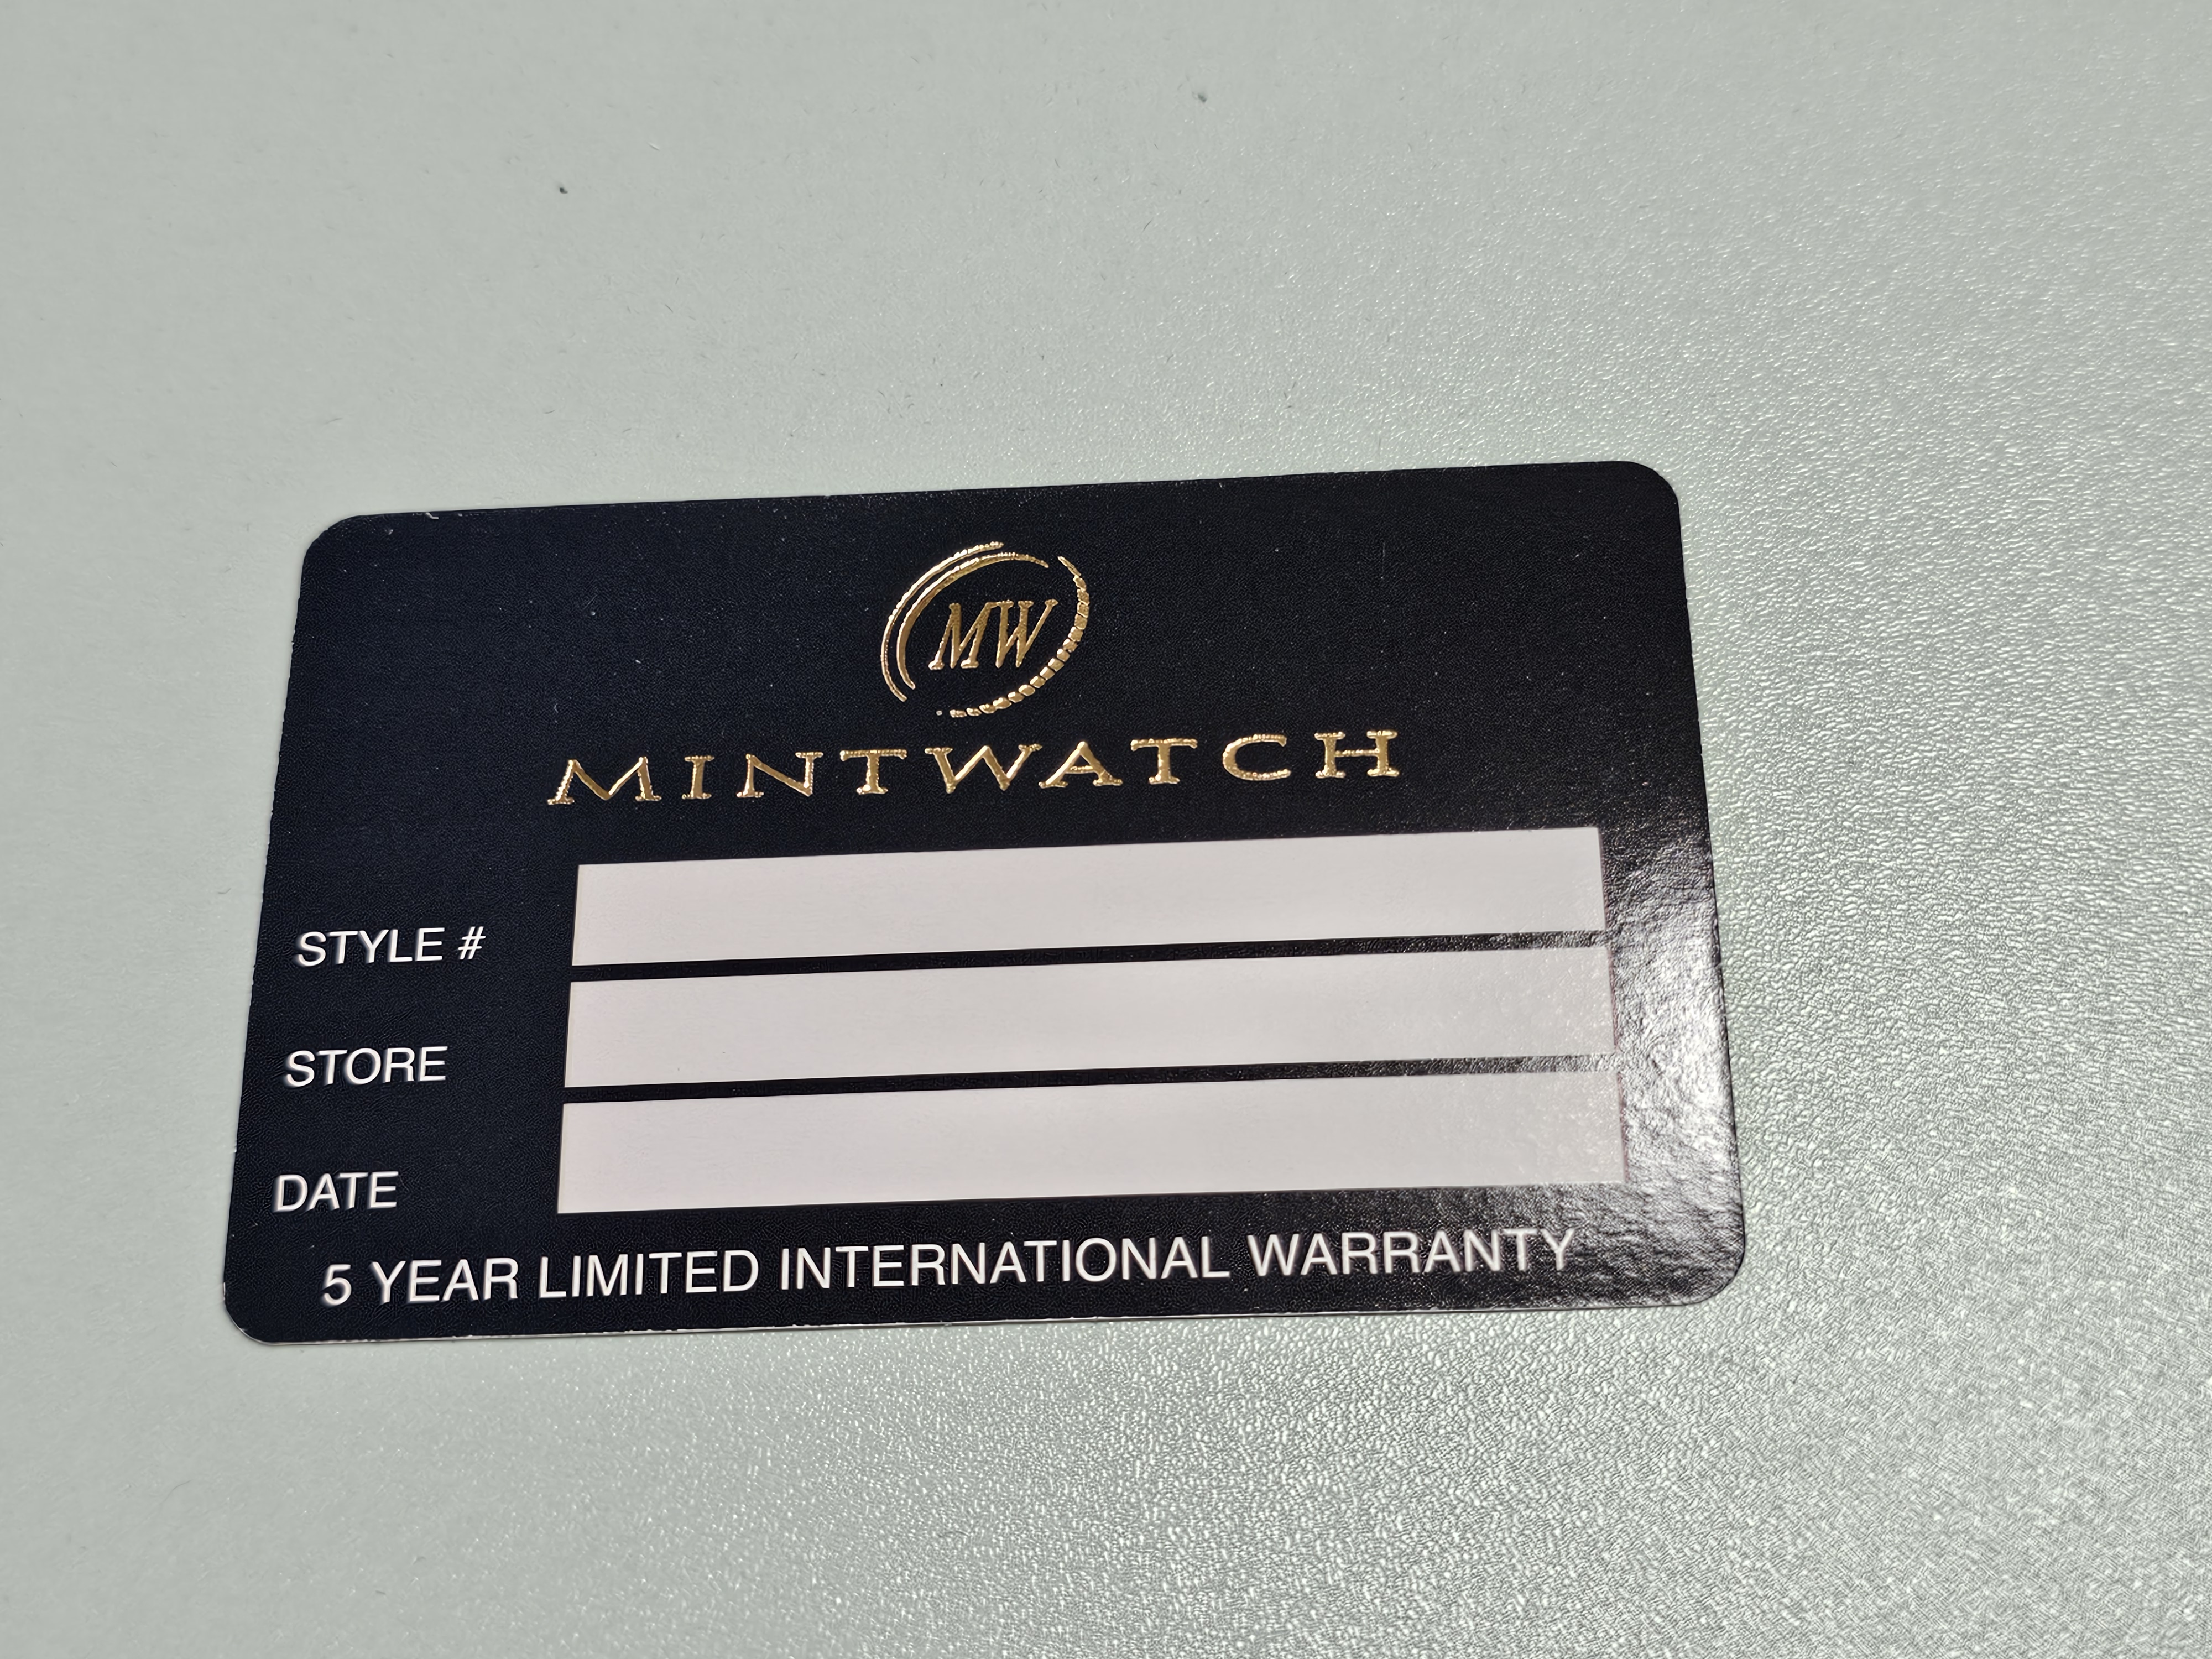 MW
MINTWATCH
STYLE #
STORE
DATE
5 YEAR LIMITED INTERNATIONAL WARRANTY